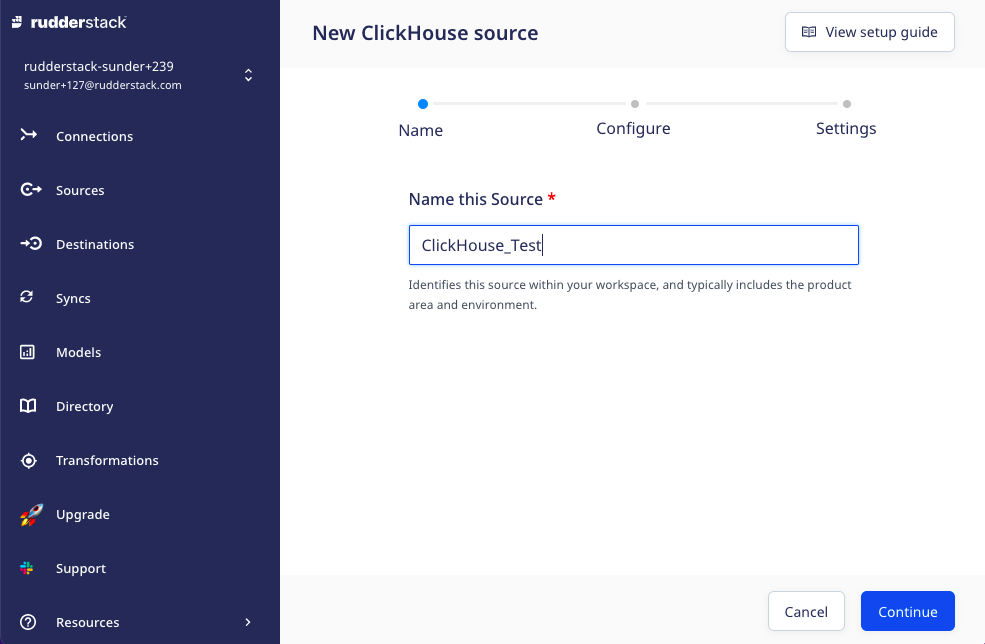 rudderstack
rudderstack-sunder+239
sunder+127@rudderstack.com
Connections
Sources
Destinations
Syncs
Models
Directory
Transformations
Upgrade
Support
Resources
New ClickHouse source
View setup guide
Name
Configure
Settings
Name this Source *
ClickHouse_Test
Identifies this source within your workspace, and typically includes the product
area and environment.
Cancel
Continue